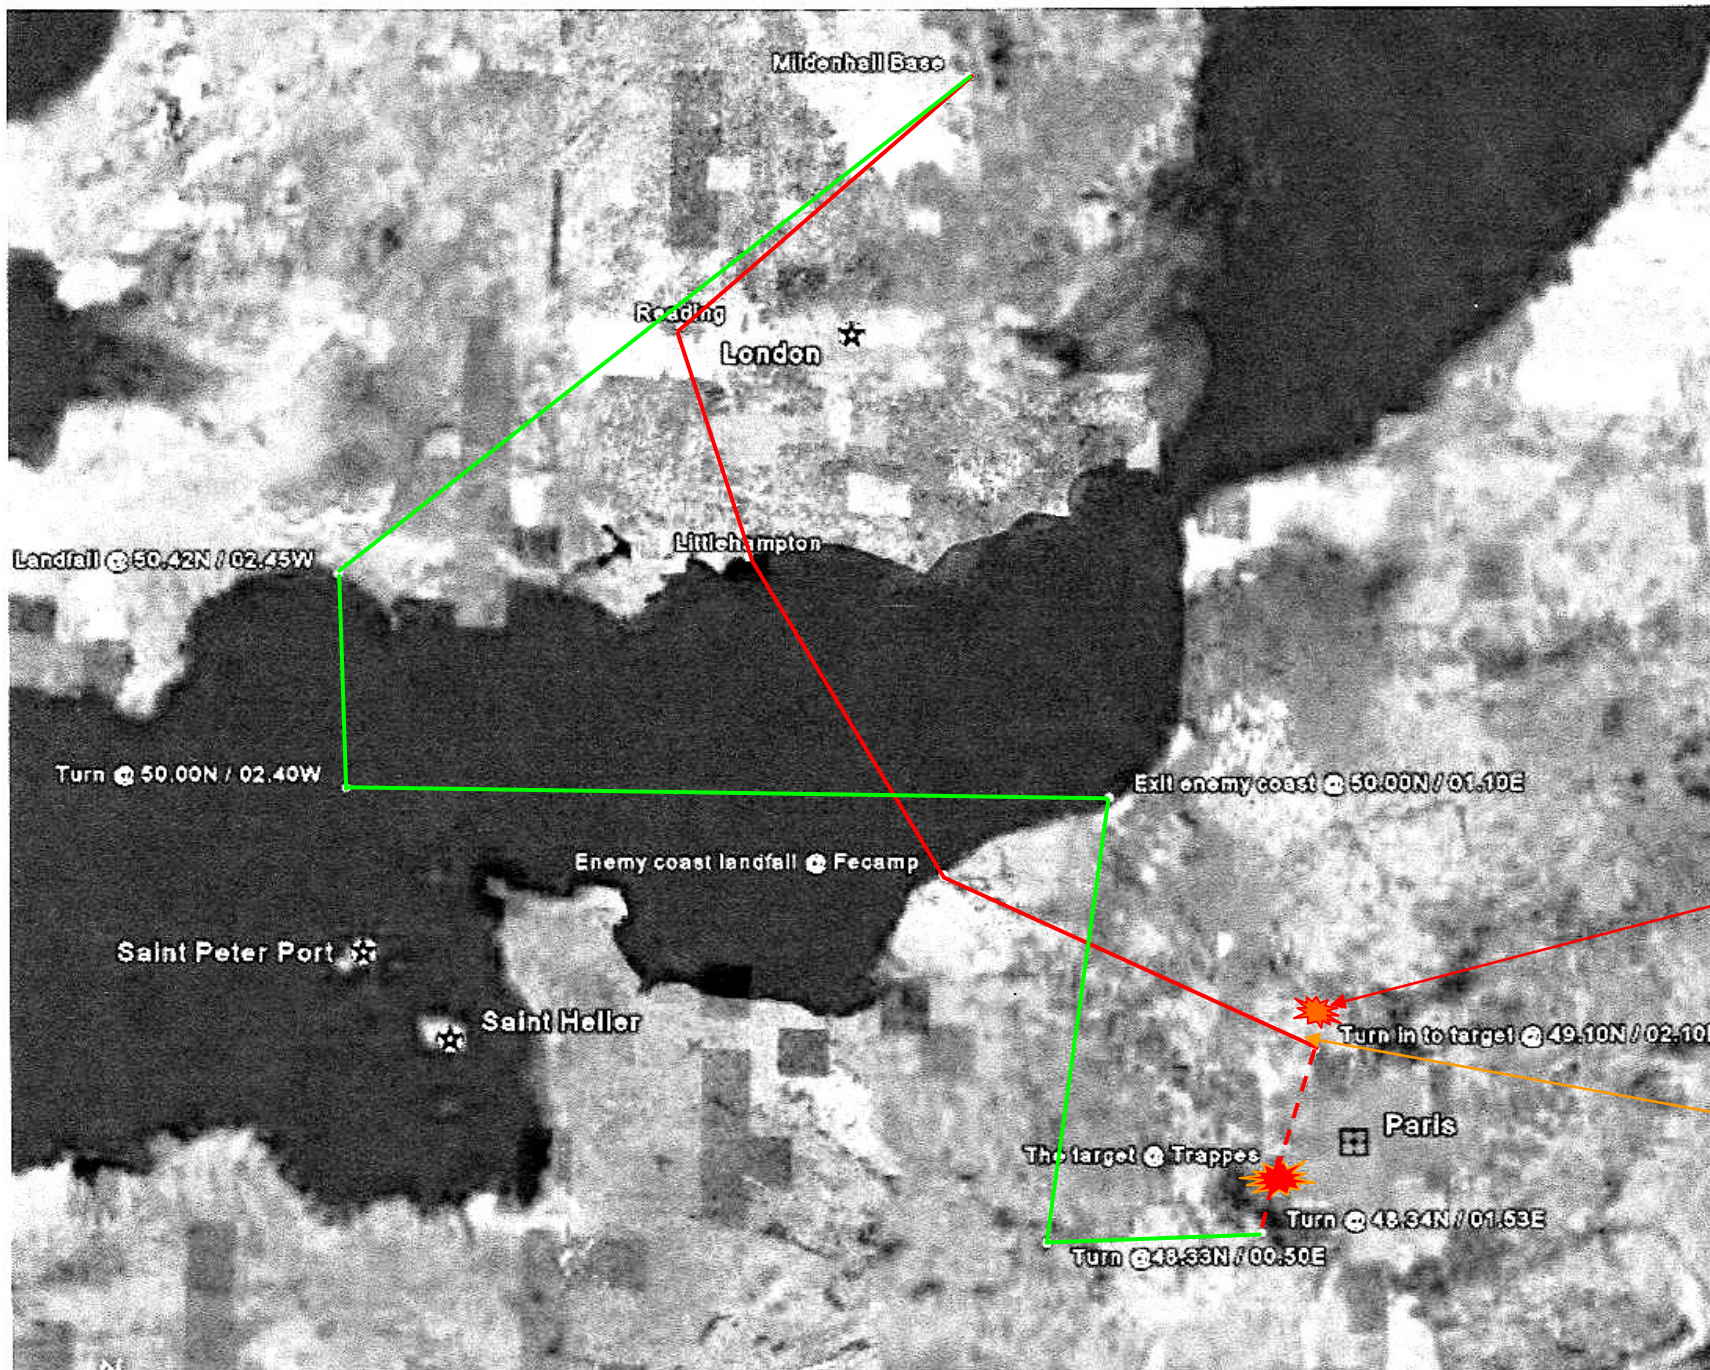 Mildenhall Base
Reading
London
Littlehampton
Landfall @ 50.42N / 02.45W
Turn @ 50.00N / 02.40W
Exit enemy coast @ 50.00N / 01.10E
Enemy coast landfall @ Fecamp
Saint Peter Port
Saint Helier
Turn in to target @ 49.10N / 02.10E
Paris
The target @ Trappes
Turn @ 48.34N / 01.53E
Turn @48.33N / 00.50E